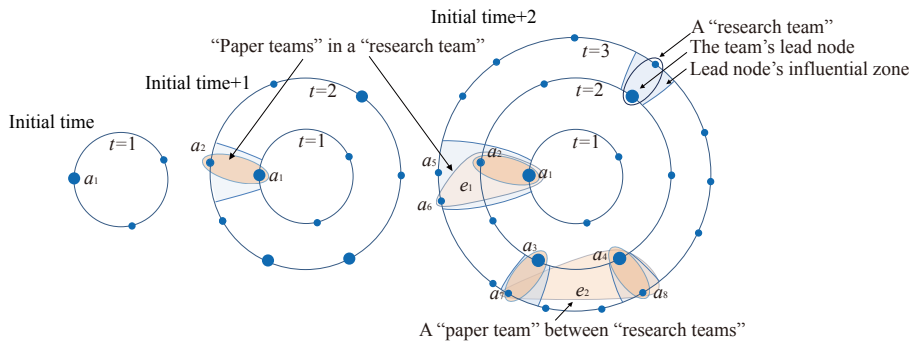 Initial time+2
A “research team”
“Paper teams” in a “research team”
The team’s lead node
t=3
Lead node’s influential zone
Initial time+1
t=2
t=2
Initial time
t=1
t=1
t=1
a2
a5
a2
a1
a1
a1
e1
a6
a3
a4
a7
e2
a8
A “paper team” between “research teams”